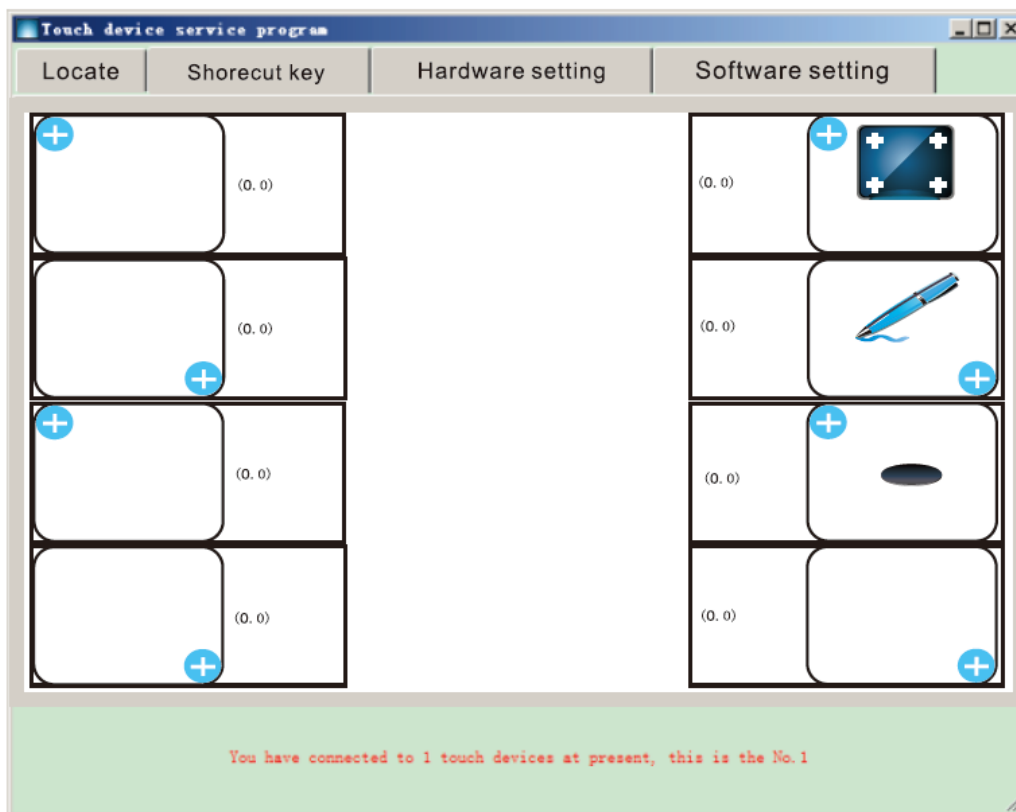 Touch device service program
Locate
Shorecut key
Hardware setting
Software setting
(0. 0)
(0. 0)
(0. 0)
(0. 0)
(0. 0)
(0. 0)
(0. 0)
(0. 0)
You have connected to 1 touch devices at present, this is the No. 1